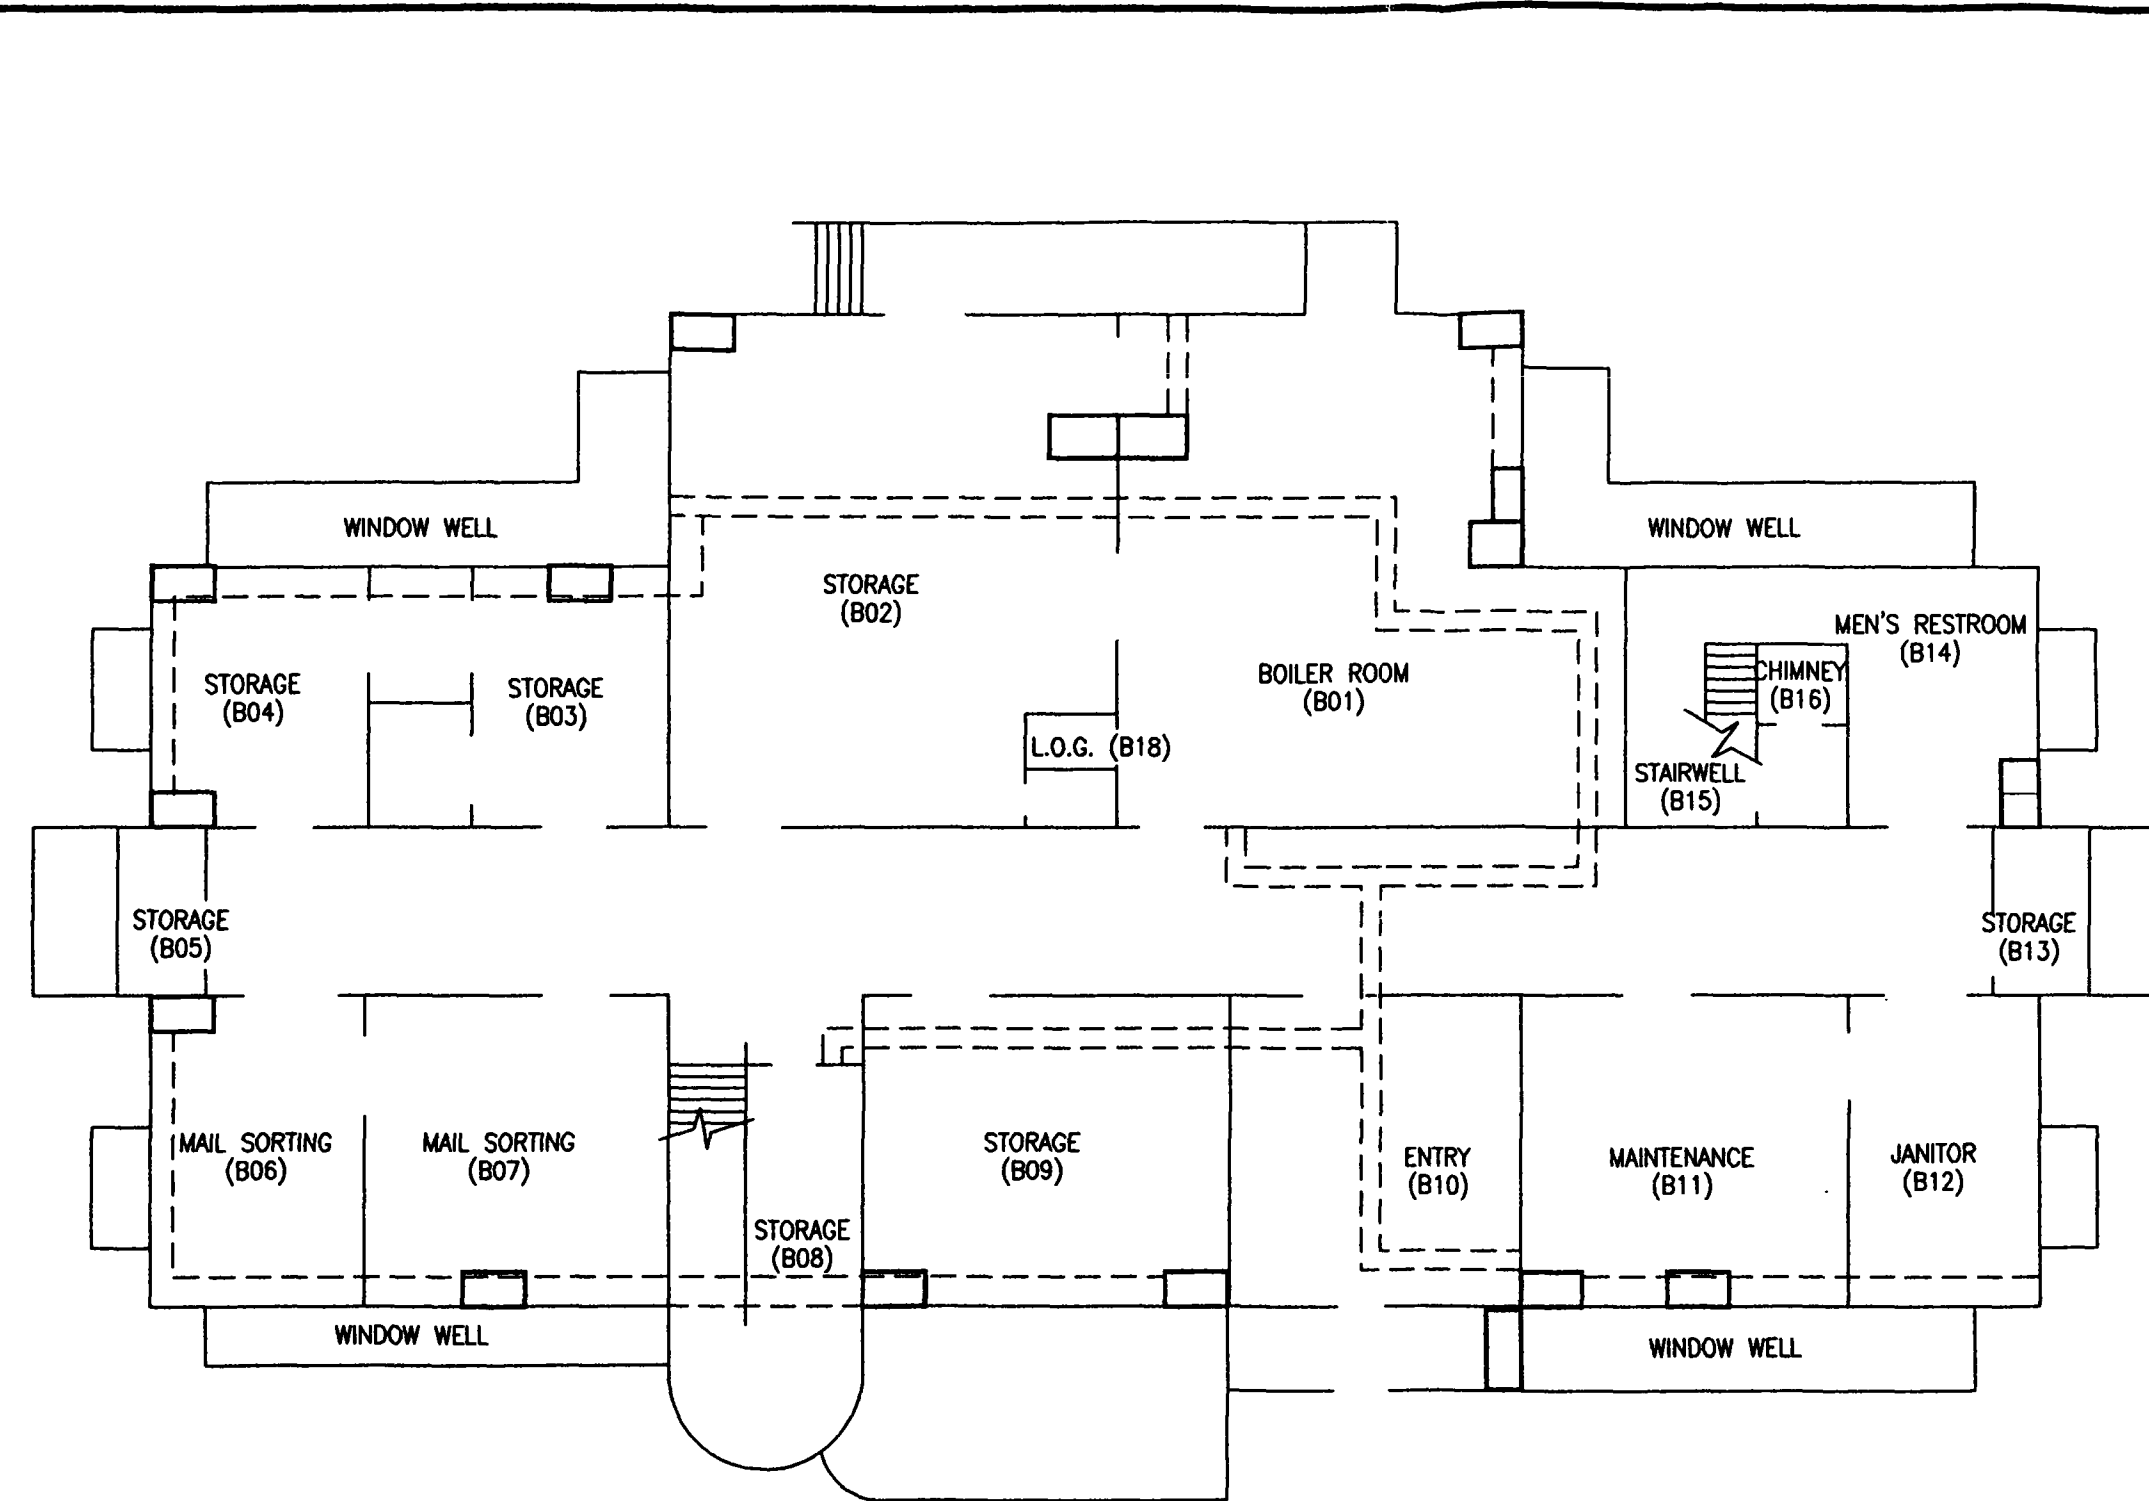 WINDOW WELL
WINDOW WELL
STORAGE
(B02)
MEN'S RESTROOM
(B14)
STORAGE
(B04)
STORAGE
(B03)
BOILER ROOM
(B01)
CHIMNEY
(B16)
L.O.G. (B18)
STAIRWELL
(B15)
STORAGE
(B05)
STORAGE
(B13)
MAIL SORTING
(B06)
MAIL SORTING
(B07)
STORAGE
(B09)
ENTRY
(B10)
MAINTENANCE
(B11)
JANITOR
(B12)
STORAGE
(B08)
WINDOW WELL
WINDOW WELL